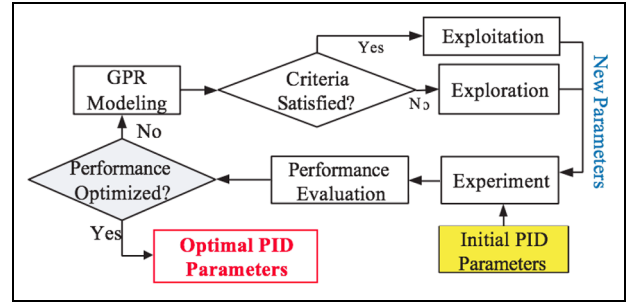 Yes
Exploitation
GPR
Modeling
Criteria
Satisfied?
No
Exploration
New Parameters
No
Performance
Optimized?
Performance
Evaluation
Experiment
Yes
Optimal PID
Parameters
Initial PID
Parameters